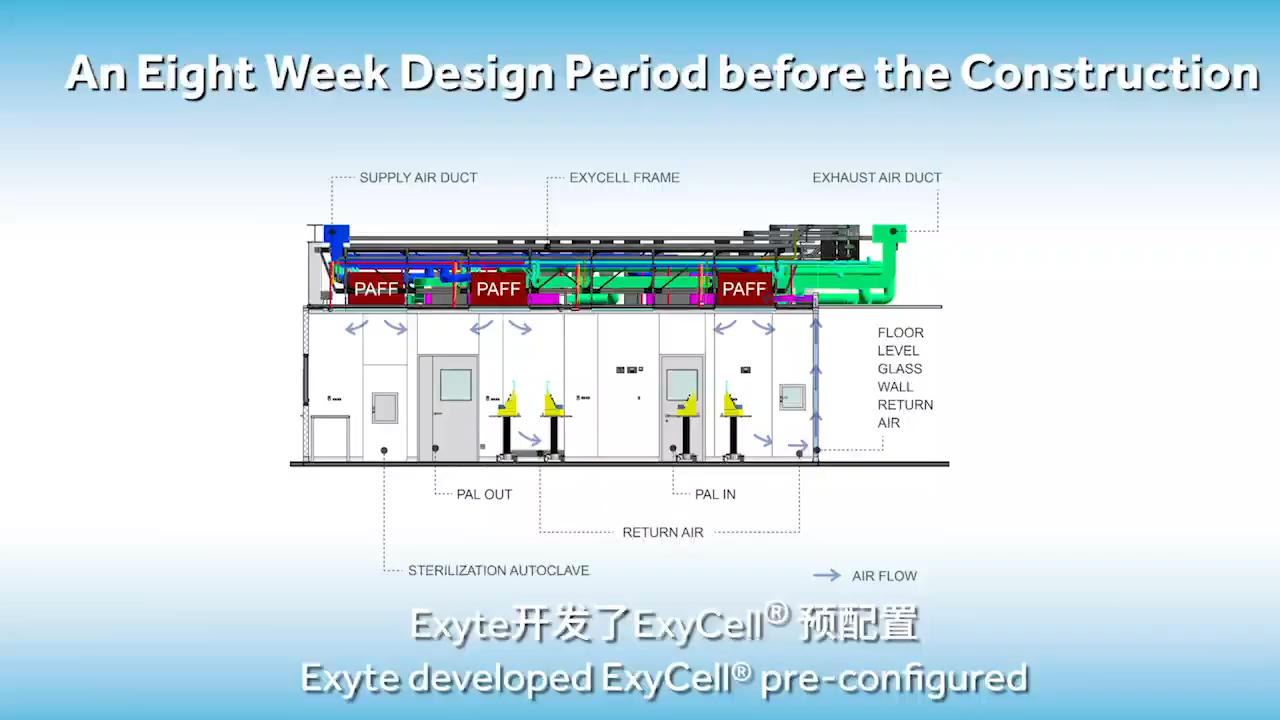 An Eight Week Design Period before the Construction
SUPPLY AIR DUCT
EXYCELL FRAME
EXHAUST AIR DUCT
PAFF
PAFF
PAFF
FLOOR
LEVEL
GLASS
WALL
RETURN
AIR
PAL OUT
PAL IN
RETURN AIR
STERILIZATION AUTOCLAVE
AIR FLOW
Exyte开发了ExyCell® 预配置
Exyte developed ExyCell® pre-configured